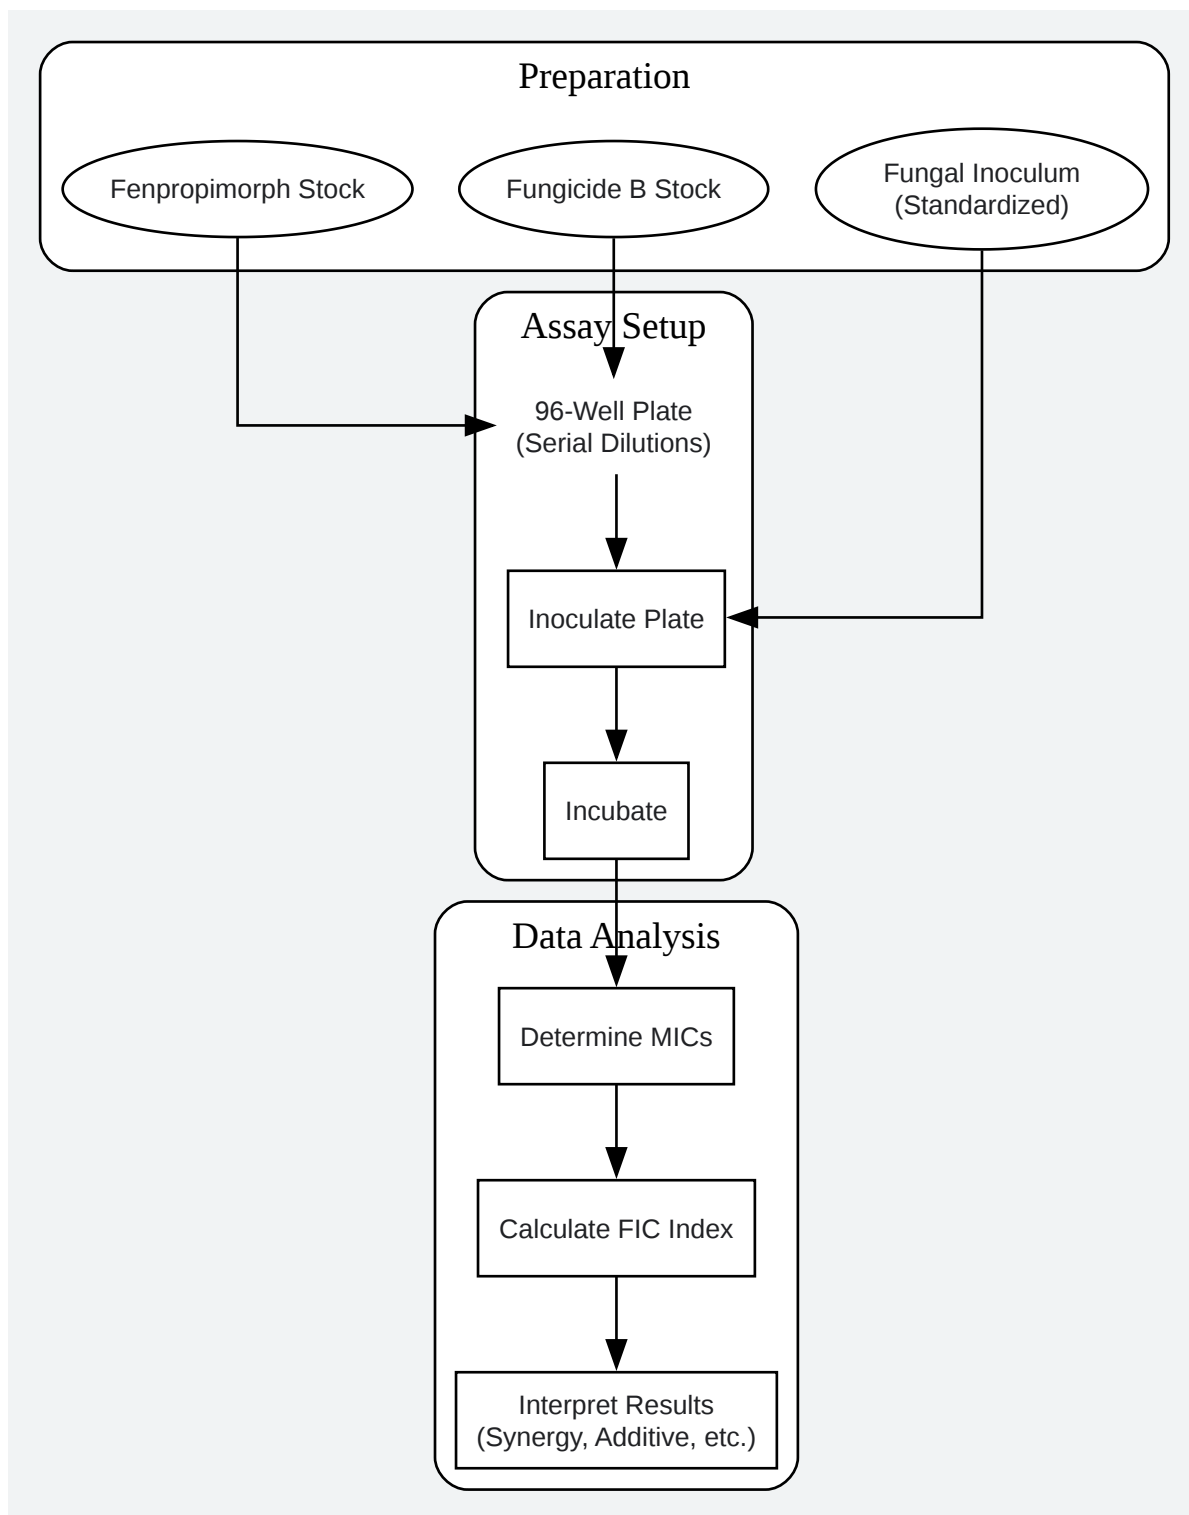 Preparation
Fenpropimorph Stock
Fungicide B Stock
Fungal Inoculum
(Standardized)
Assay Setup
96-Well Plate
(Serial Dilutions)
Inoculate Plate
Incubate
Data Analysis
Determine MICs
Calculate FIC Index
Interpret Results
(Synergy, Additive, etc.)